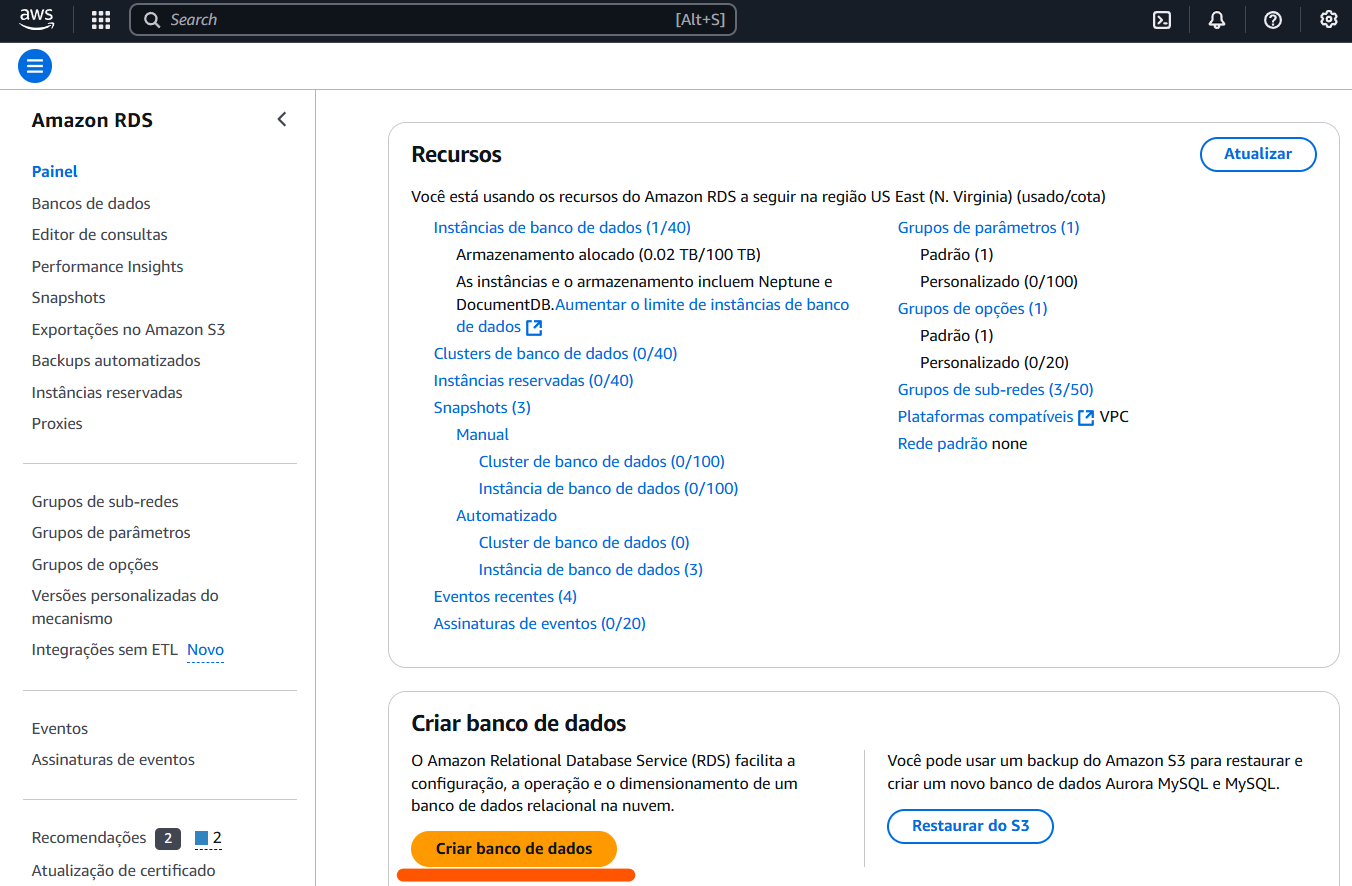 aws
Search
[Alt+S]
Amazon RDS
Painel
Bancos de dados
Editor de consultas
Performance Insights
Snapshots
Exportações no Amazon S3
Backups automatizados
Instâncias reservadas
Proxies
Grupos de sub-redes
Grupos de parâmetros
Grupos de opções
Versões personalizadas do
mecanismo
Integrações sem ETL Novo
Eventos
Assinaturas de eventos
Recomendações 2 2
Atualização de certificado
Recursos
Atualizar
Você está usando os recursos do Amazon RDS a seguir na região US East (N. Virginia) (usado/cota)
Instâncias de banco de dados (1/40)
Armazenamento alocado (0.02 TB/100 TB)
As instâncias e o armazenamento incluem Neptune e
DocumentDB.Aumentar o limite de instâncias de banco
de dados
Clusters de banco de dados (0/40)
Instâncias reservadas (0/40)
Snapshots (3)
Manual
Cluster de banco de dados (0/100)
Instância de banco de dados (0/100)
Automatizado
Cluster de banco de dados (0)
Instância de banco de dados (3)
Eventos recentes (4)
Assinaturas de eventos (0/20)
Grupos de parâmetros (1)
Padrão (1)
Personalizado (0/100)
Grupos de opções (1)
Padrão (1)
Personalizado (0/20)
Grupos de sub-redes (3/50)
Plataformas compatíveis VPC
Rede padrão none
Criar banco de dados
O Amazon Relational Database Service (RDS) facilita a
configuração, a operação e o dimensionamento de um
banco de dados relacional na nuvem.
Criar banco de dados
Você pode usar um backup do Amazon S3 para restaurar e
criar um novo banco de dados Aurora MySQL e MySQL.
Restaurar do S3